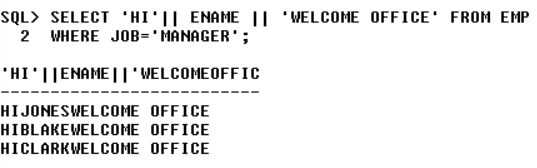 SQL> SELECT 'HI'|| ENAME || 'WELCOME OFFICE' FROM EMP
2 WHERE JOB='MANAGER';
'HI'||ENAME||'WELCOMEOFFIC
--------------------------
HIJONESWELCOME OFFICE
HIBLAKEWELCOME OFFICE
HICLARKWELCOME OFFICE